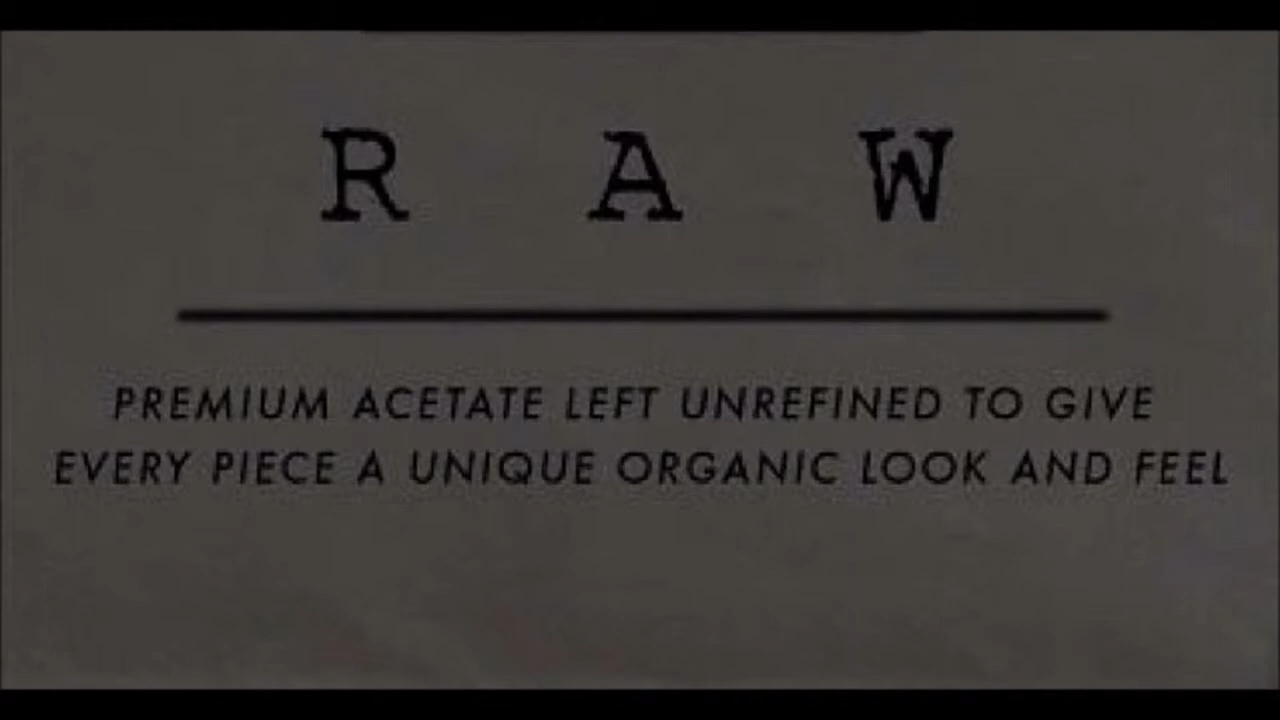 R A W
PREMIUM ACETATE LEFT UNREFINED TO GIVE
EVERY PIECE A UNIQUE ORGANIC LOOK AND FEEL